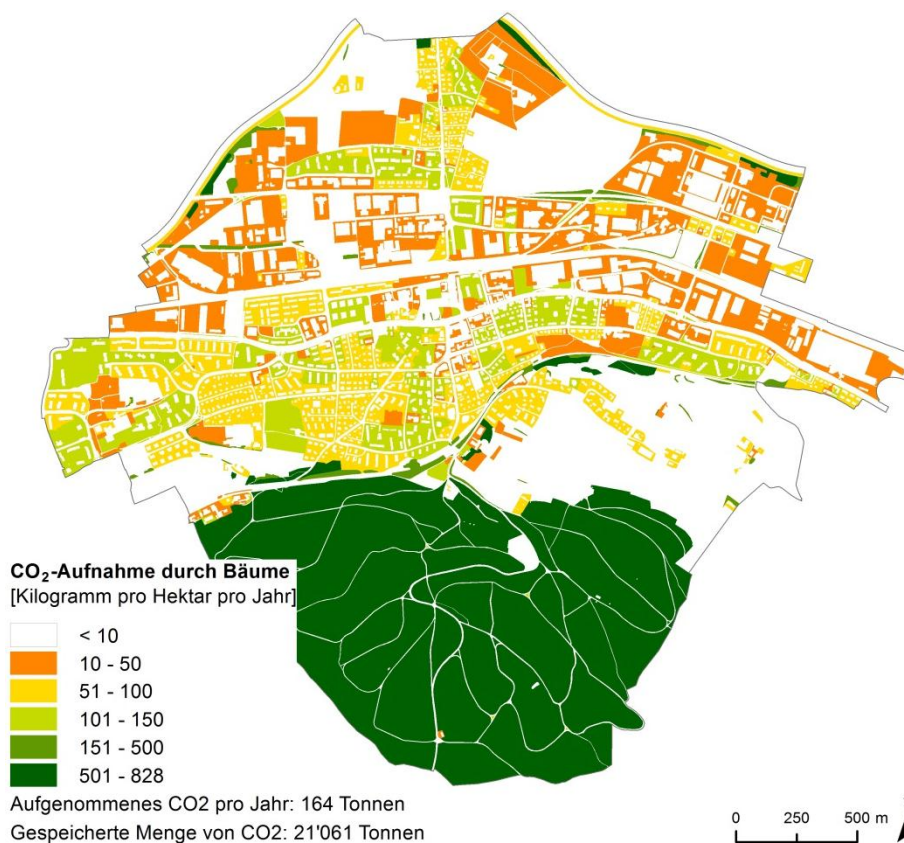 CO₂-Aufnahme durch Bäume
[Kilogramm pro Hektar pro Jahr]
< 10
10 - 50
51 - 100
101 - 150
151 - 500
501 - 828
Aufgenommenes CO2 pro Jahr: 164 Tonnen
Gespeicherte Menge von CO2: 21'061 Tonnen
0 250 500 m